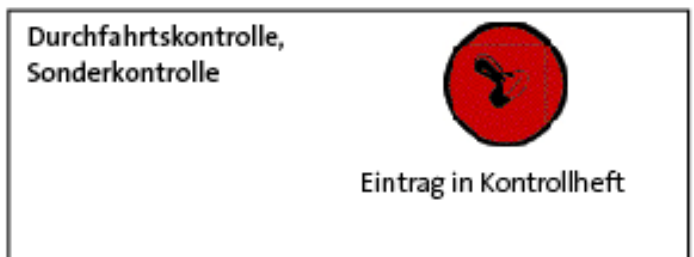 Durchfahrtskontrolle,
Sonderkontrolle
Eintrag in Kontrollheft